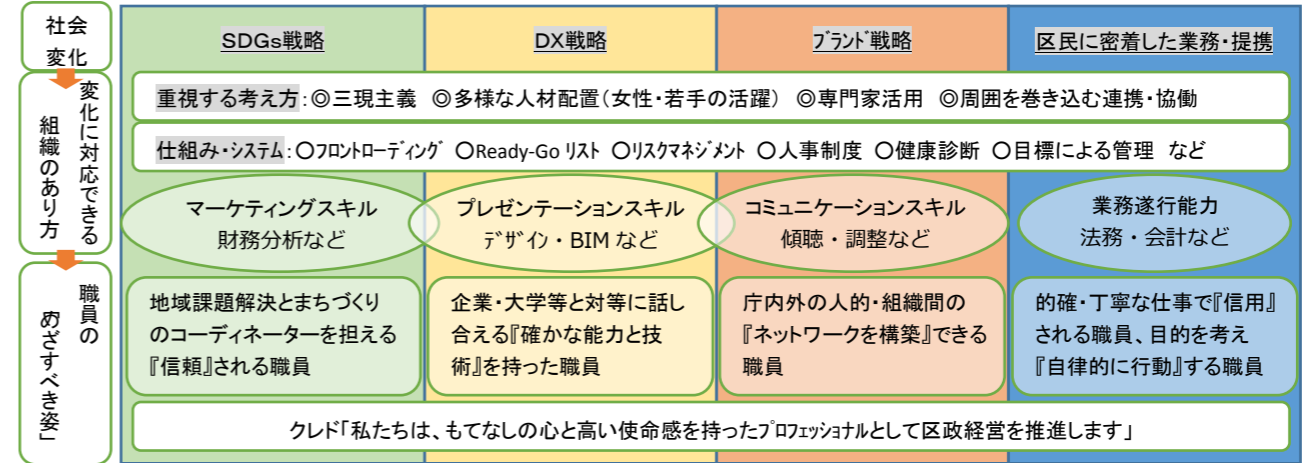 社会
変化
SDGs戦略
DX戦略
ﾌﾞﾗﾝﾄﾞ戦略
区民に密着した業務・提携
変化に対応できる
組織のあり方
重視する考え方:◎三現主義 ◎多様な人材配置(女性・若手の活躍) ◎専門家活用 ◎周囲を巻き込む連携・協働
仕組み・ｼｽﾃﾑ:〇ﾌﾛﾝﾄﾛｰﾃﾞｨﾝｸﾞ 〇Ready-Go リスト 〇ﾘｽｸﾏﾈｼﾞﾒﾝﾄ 〇人事制度 〇健康診断 〇目標による管理 など
マーケティングスキル
財務分析など
プレゼンテーションスキル
ﾃﾞｻﾞｲﾝ・BIM など
コミュニケーションスキル
傾聴・調整など
業務遂行能力
法務・会計など
職員の
めざすべき姿」
地域課題解決とまちづくり
のコーディネーターを担える
『信頼』される職員
企業・大学等と対等に話し
合える『確かな能力と技
術』を持った職員
庁内外の人的・組織間の
『ネットワークを構築』できる
職員
的確・丁寧な仕事で『信用』
される職員、目的を考え
『自律的に行動』する職員
クレド「私たちは、もてなしの心と高い使命感を持ったﾌﾟﾛﾌｪｯｼｮﾅﾙとして区政経営を推進します」